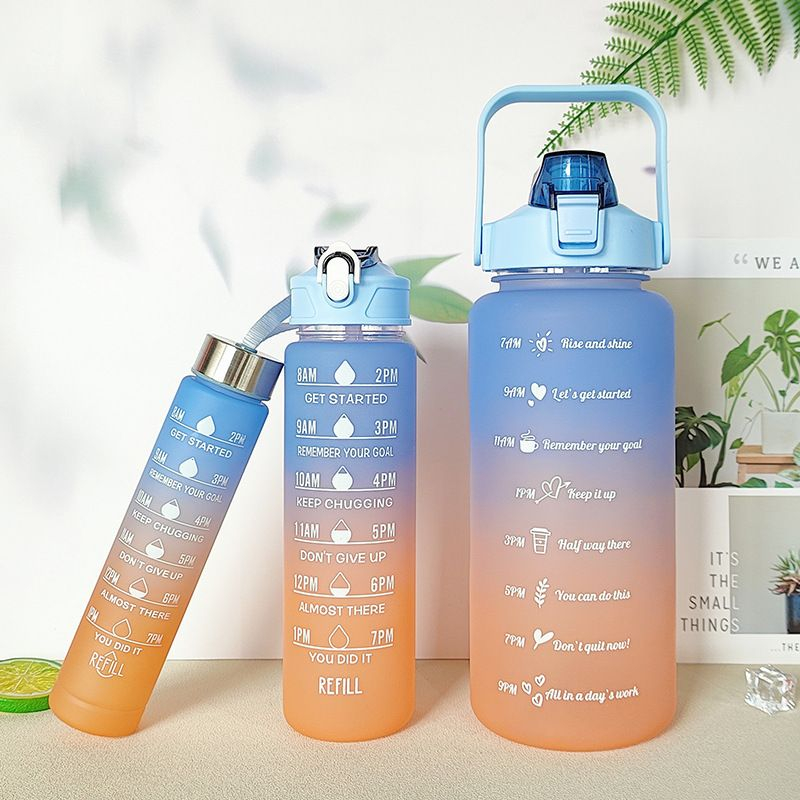 8AM 2PM
GET STARTED
9AM 3PM
REMEMBER YOUR GOAL
10AM 4PM
KEEP CHUGGING
11AM 5PM
DON'T GIVE UP
12PM 6PM
ALMOST THERE
1PM 7PM
YOU DID IT
REFILL
8AM 2PM
GET STARTED
9AM 3PM
REMEMBER YOUR GOAL
10AM 4PM
KEEP CHUGGING
11AM 5PM
DON'T GIVE UP
12PM 6PM
ALMOST THERE
1PM 7PM
YOU DID IT
REFILL
7AM Rise and shine
9AM Let's get started
11AM Remember your goal
1PM Keep it up
3PM Half way there
5PM You can do this
7PM Don't quit now!
9PM All in a day's work
“ WE A
IT'S
THE
SMALL
THINGS
...THE